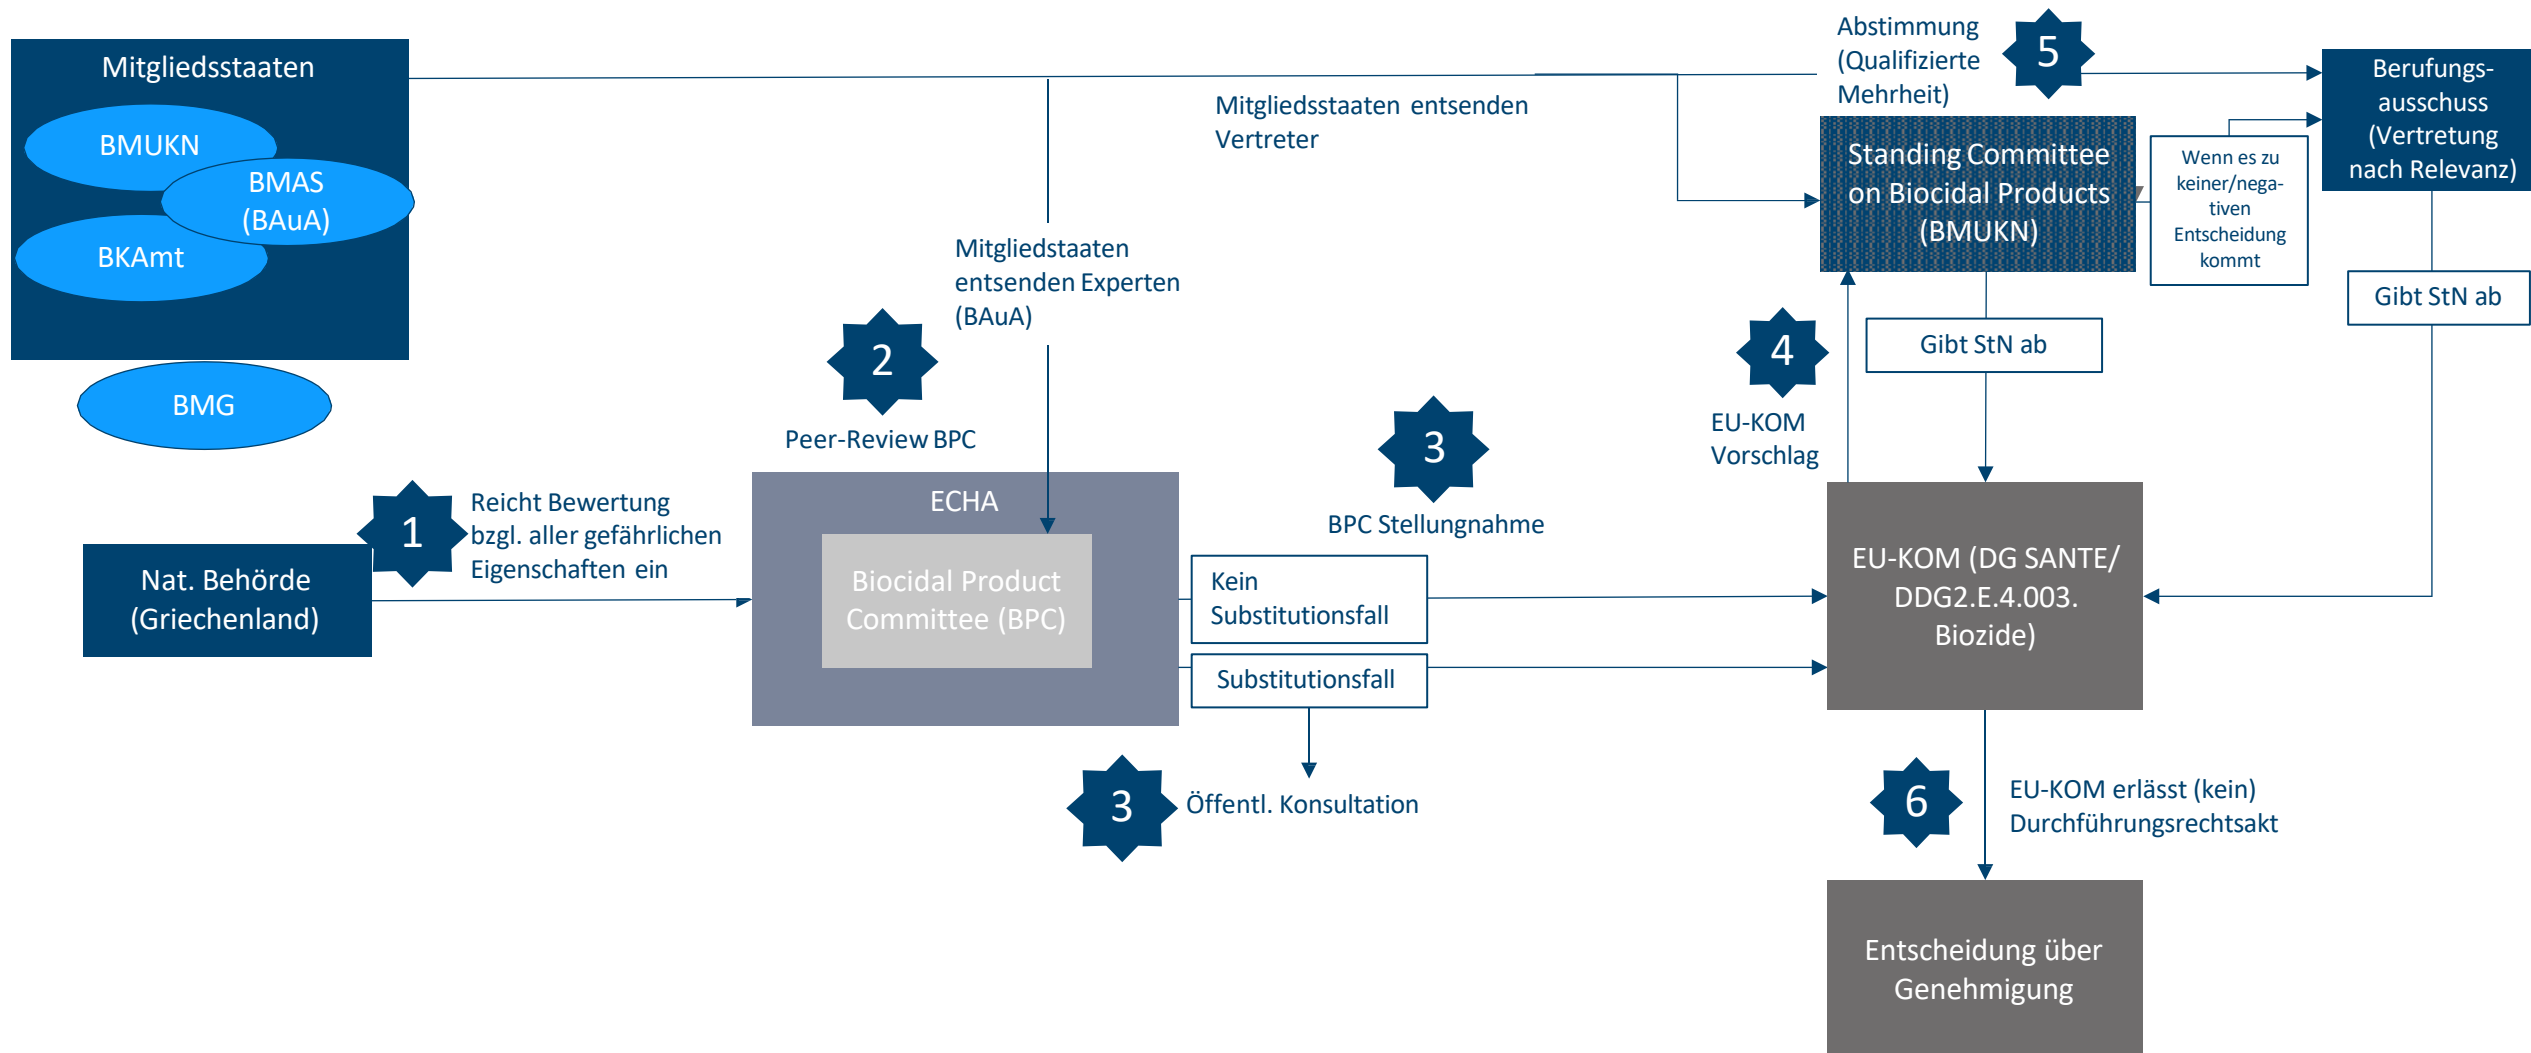 Mitgliedsstaaten
BMUKN
BMAS
(BAuA)
BKAmt
BMG
Mitgliedsstaaten entsenden
Vertreter
Abstimmung
(Qualifizierte
Mehrheit)
5
Berufungs-
ausschuss
(Vertretung
nach Relevanz)
Standing Committee
on Biocidal Products
(BMUKN)
Wenn es zu
keiner/nega-
tiven
Entscheidung
kommt
Gibt StN ab
Gibt StN ab
Mitgliedstaaten
entsenden Experten
(BAuA)
2
Peer-Review BPC
4
EU-KOM
Vorschlag
3
BPC Stellungnahme
1
Reicht Bewertung
bzgl. aller gefährlichen
Eigenschaften ein
Nat. Behörde
(Griechenland)
ECHA
Biocidal Product
Committee (BPC)
Kein
Substitutionsfall
Substitutionsfall
3
Öffentl. Konsultation
EU-KOM (DG SANTE/
DDG2.E.4.003.
Biozide)
6
EU-KOM erlässt (kein)
Durchführungsrechtsakt
Entscheidung über
Genehmigung